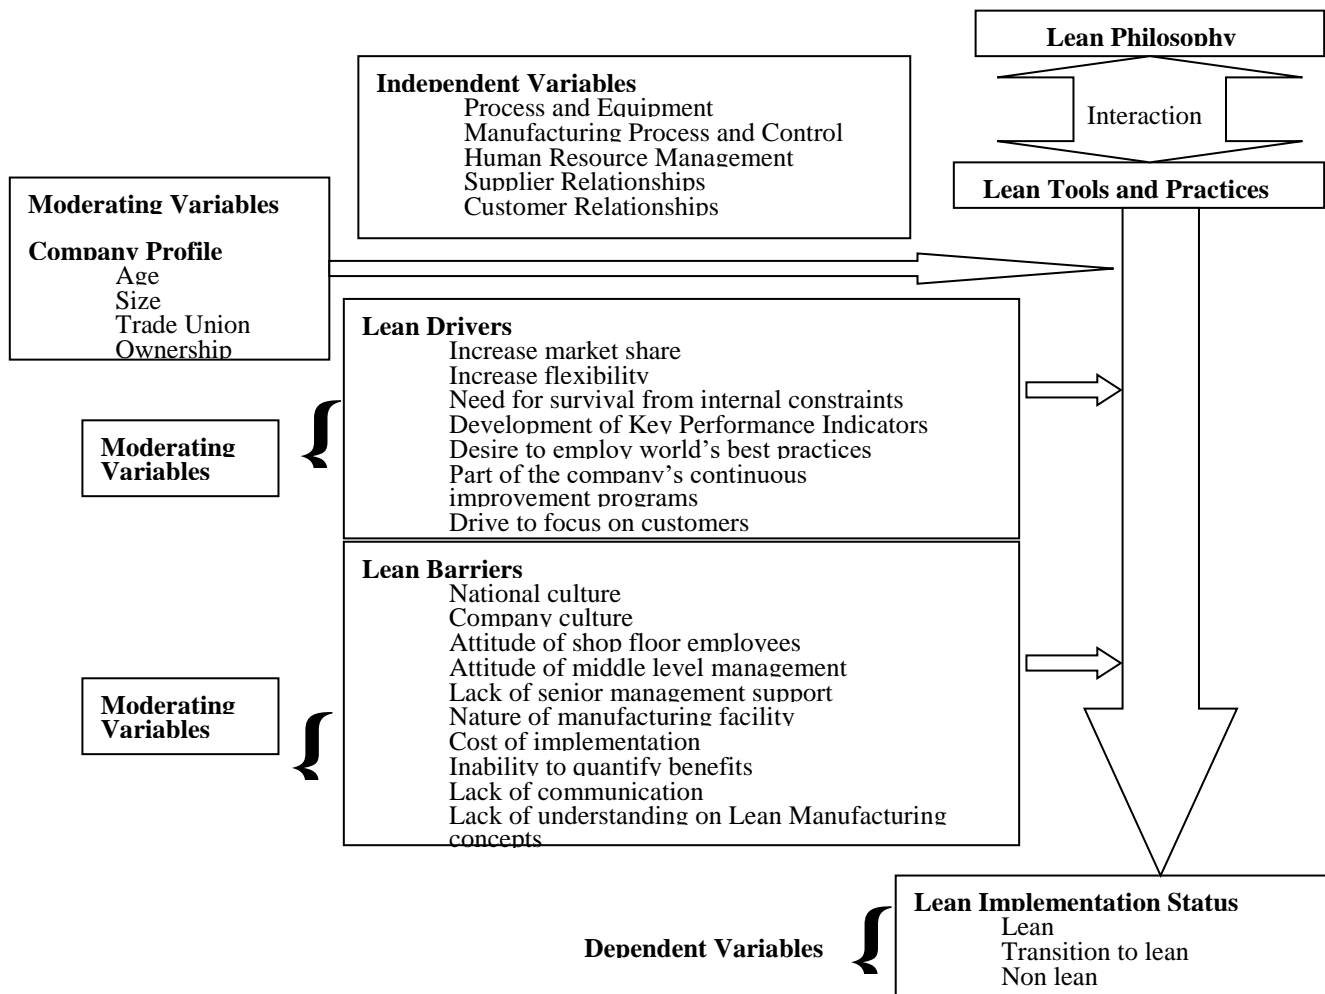 Lean Philosophy
Interaction
Lean Tools and Practices
Independent Variables
Process and Equipment
Manufacturing Process and Control
Human Resource Management
Supplier Relationships
Customer Relationships
Moderating Variables
Company Profile
Age
Size
Trade Union
Ownership
Lean Drivers
Increase market share
Increase flexibility
Need for survival from internal constraints
Development of Key Performance Indicators
Desire to employ world’s best practices
Part of the company’s continuous
improvement programs
Drive to focus on customers
Moderating
Variables
Lean Barriers
National culture
Company culture
Attitude of shop floor employees
Attitude of middle level management
Lack of senior management support
Nature of manufacturing facility
Cost of implementation
Inability to quantify benefits
Lack of communication
Lack of understanding on Lean Manufacturing
concepts
Moderating
Variables
Lean Implementation Status
Lean
Transition to lean
Non lean
Dependent Variables